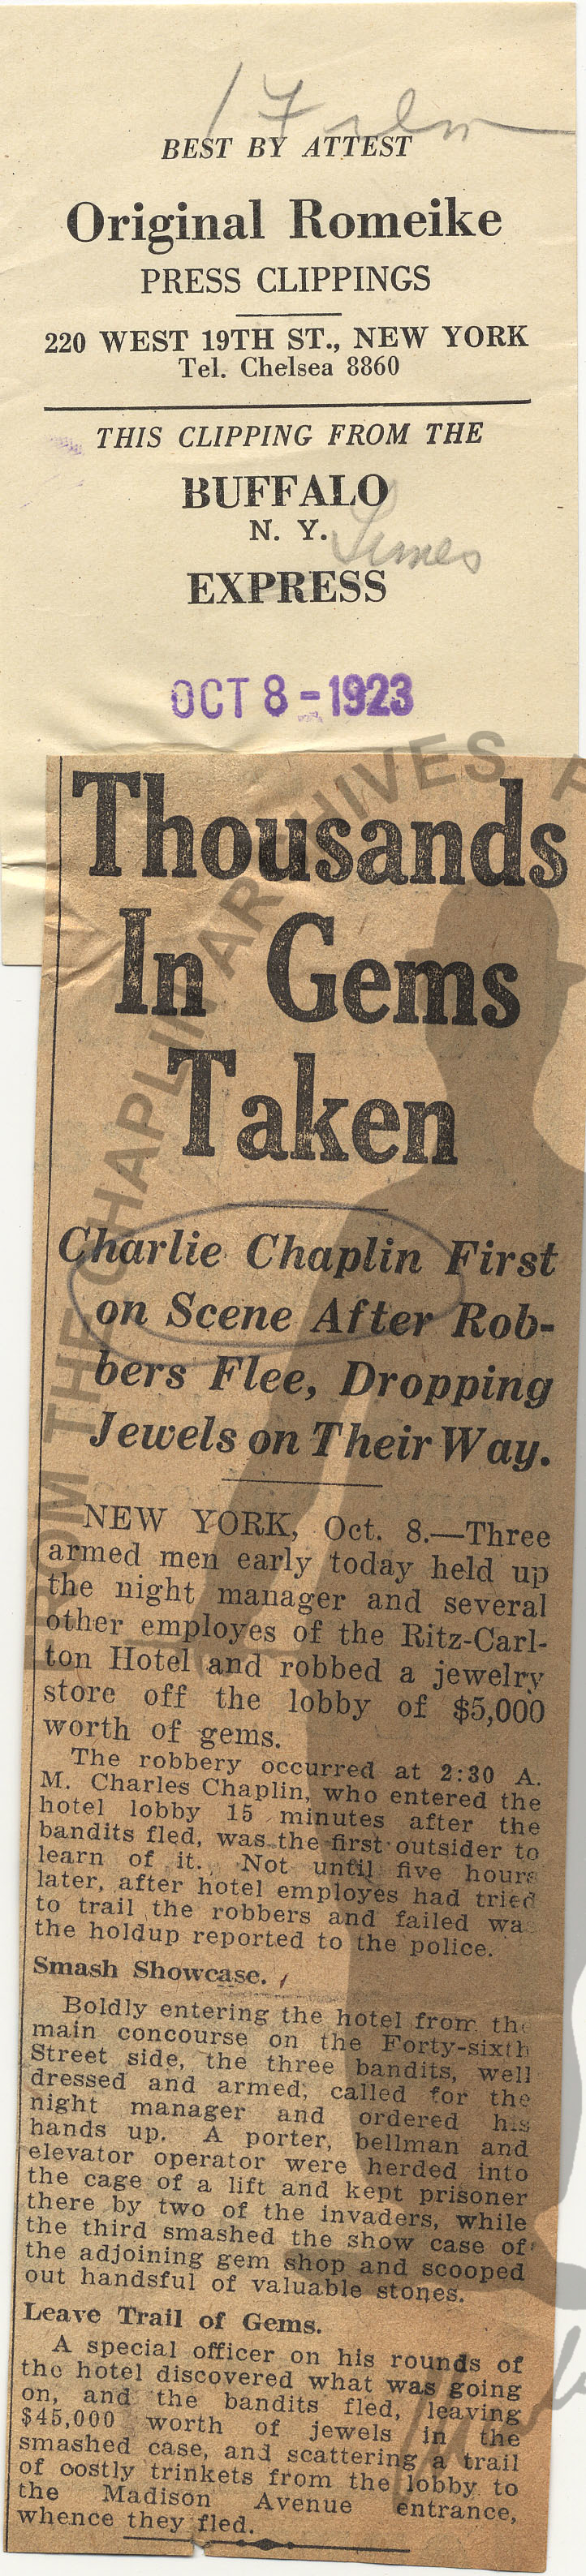 BEST BY ATTEST
Original Romeike
PRESS CLIPPINGS
220 WEST 19TH ST., NEW YORK
Tel. Chelsea 8860
THIS CLIPPING FROM THE
BUFFALO
N. Y.
Times
EXPRESS
OCT 8 - 1923
Thousands
In Gems
Taken
Charlie Chaplin First
on Scene After Rob-
bers Flee, Dropping
Jewels on Their Way.
NEW YORK, Oct. 8.—Three
armed men early today held up
the night manager and several
other employes of the Ritz-Carl-
ton Hotel and robbed a jewelry
store off the lobby of $5,000
worth of gems.
The robbery occurred at 2:30 A.
M. Charles Chaplin, who entered the
hotel lobby 15 minutes after the
bandits fled, was the first outsider to
learn of it. Not until five hours
later, after hotel employes had tried
to trail the robbers and failed wa
the holdup reported to the police.
Smash Showcase.
Boldly entering the hotel from the
main concourse on the Forty-sixth
Street side, the three bandits, well
dressed and armed, called for the
night manager and ordered his
hands up. A porter, bellman and
elevator operator were herded into
the cage of a lift and kept prisoner
there by two of the invaders, while
the third smashed the show case of
the adjoining gem shop and scooped
out handsful of valuable stones.
Leave Trail of Gems.
A special officer on his rounds of
the hotel discovered what was going
on, and the bandits fled, leaving
$45,000 worth of jewels in the
smashed case, and scattering a trail
of costly trinkets from the lobby to
the Madison Avenue entrance,
whence they fled.
FROM THE CHAPLIN ARCHIVES